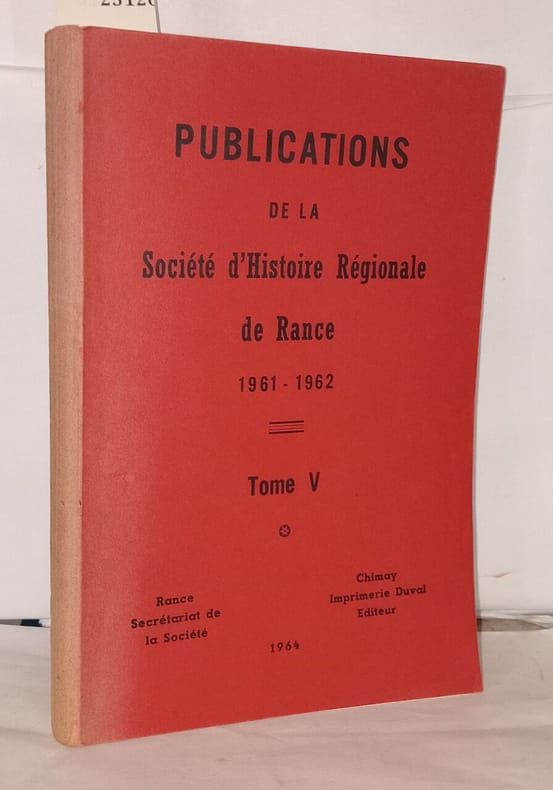 PUBLICATIONS
DE LA
Société d'Histoire Régionale
de Rance
1961 - 1962
Tome V
Rance
Secrétariat de
la Société
Chimay
Imprimerie Duval
Editeur
1964